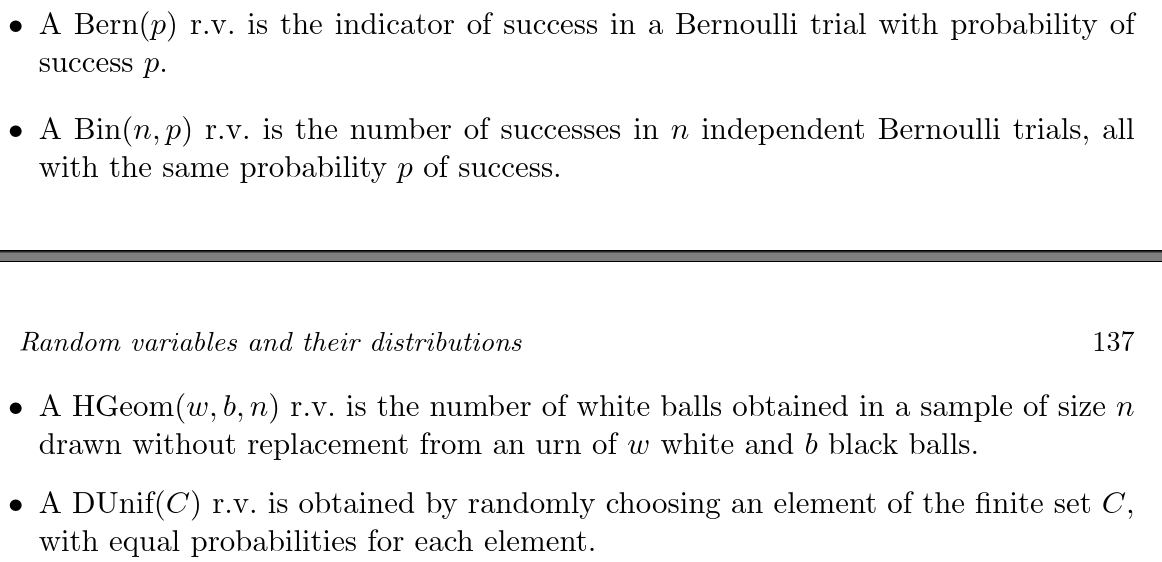 • A Bern(p) r.v. is the indicator of success in a Bernoulli trial with probability of
success p.
• A Bin(n, p) r.v. is the number of successes in n independent Bernoulli trials, all
with the same probability p of success.
Random variables and their distributions 137
• A HGeom(w, b, n) r.v. is the number of white balls obtained in a sample of size n
drawn without replacement from an urn of w white and b black balls.
• A DUnif(C) r.v. is obtained by randomly choosing an element of the finite set C,
with equal probabilities for each element.